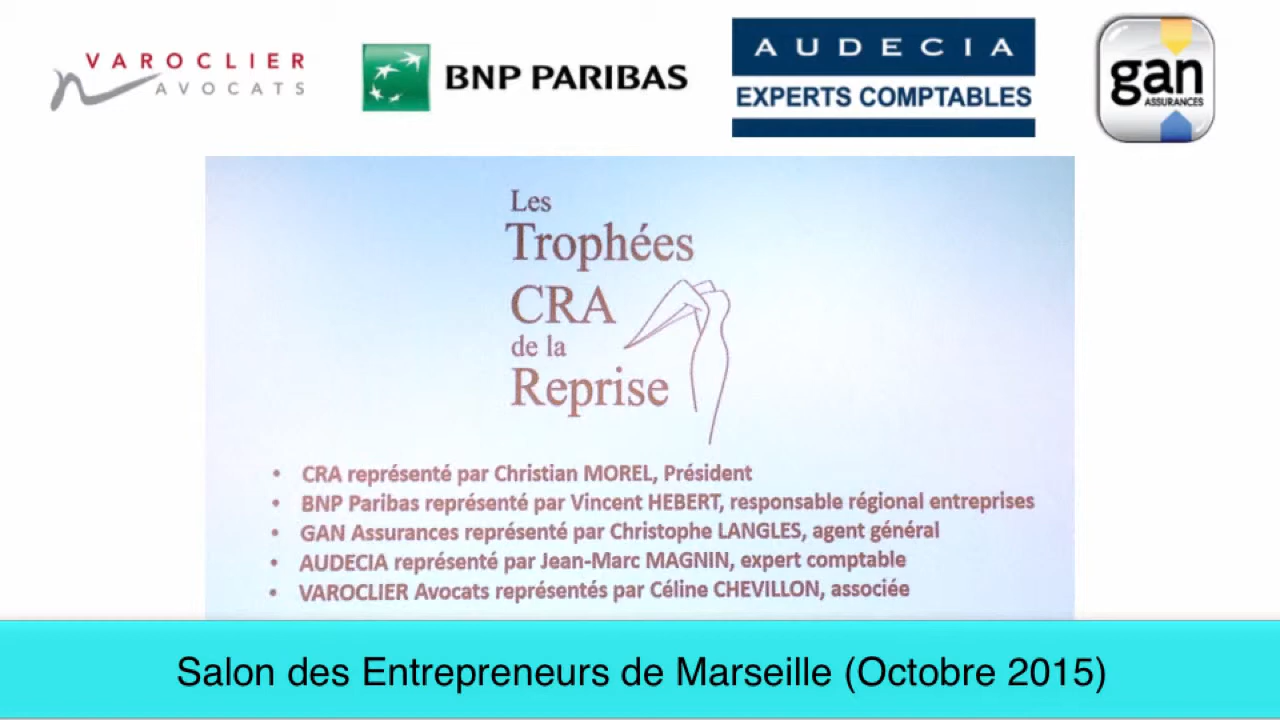 VAROCLIER
AVOCATS
BNP PARIBAS
AUDECIA
EXPERTS COMPTABLES
gan
ASSURANCES
Les
Trophées
CRA
de la
Reprise
• CRA représenté par Christian MOREL, Président
• BNP Paribas représenté par Vincent HEBERT, responsable régional entreprises
• GAN Assurances représenté par Christophe LANGLES, agent général
• AUDECIA représenté par Jean-Marc MAGNIN, expert comptable
• VAROCLIER Avocats représentés par Céline CHEVILLON, associée
Salon des Entrepreneurs de Marseille (Octobre 2015)